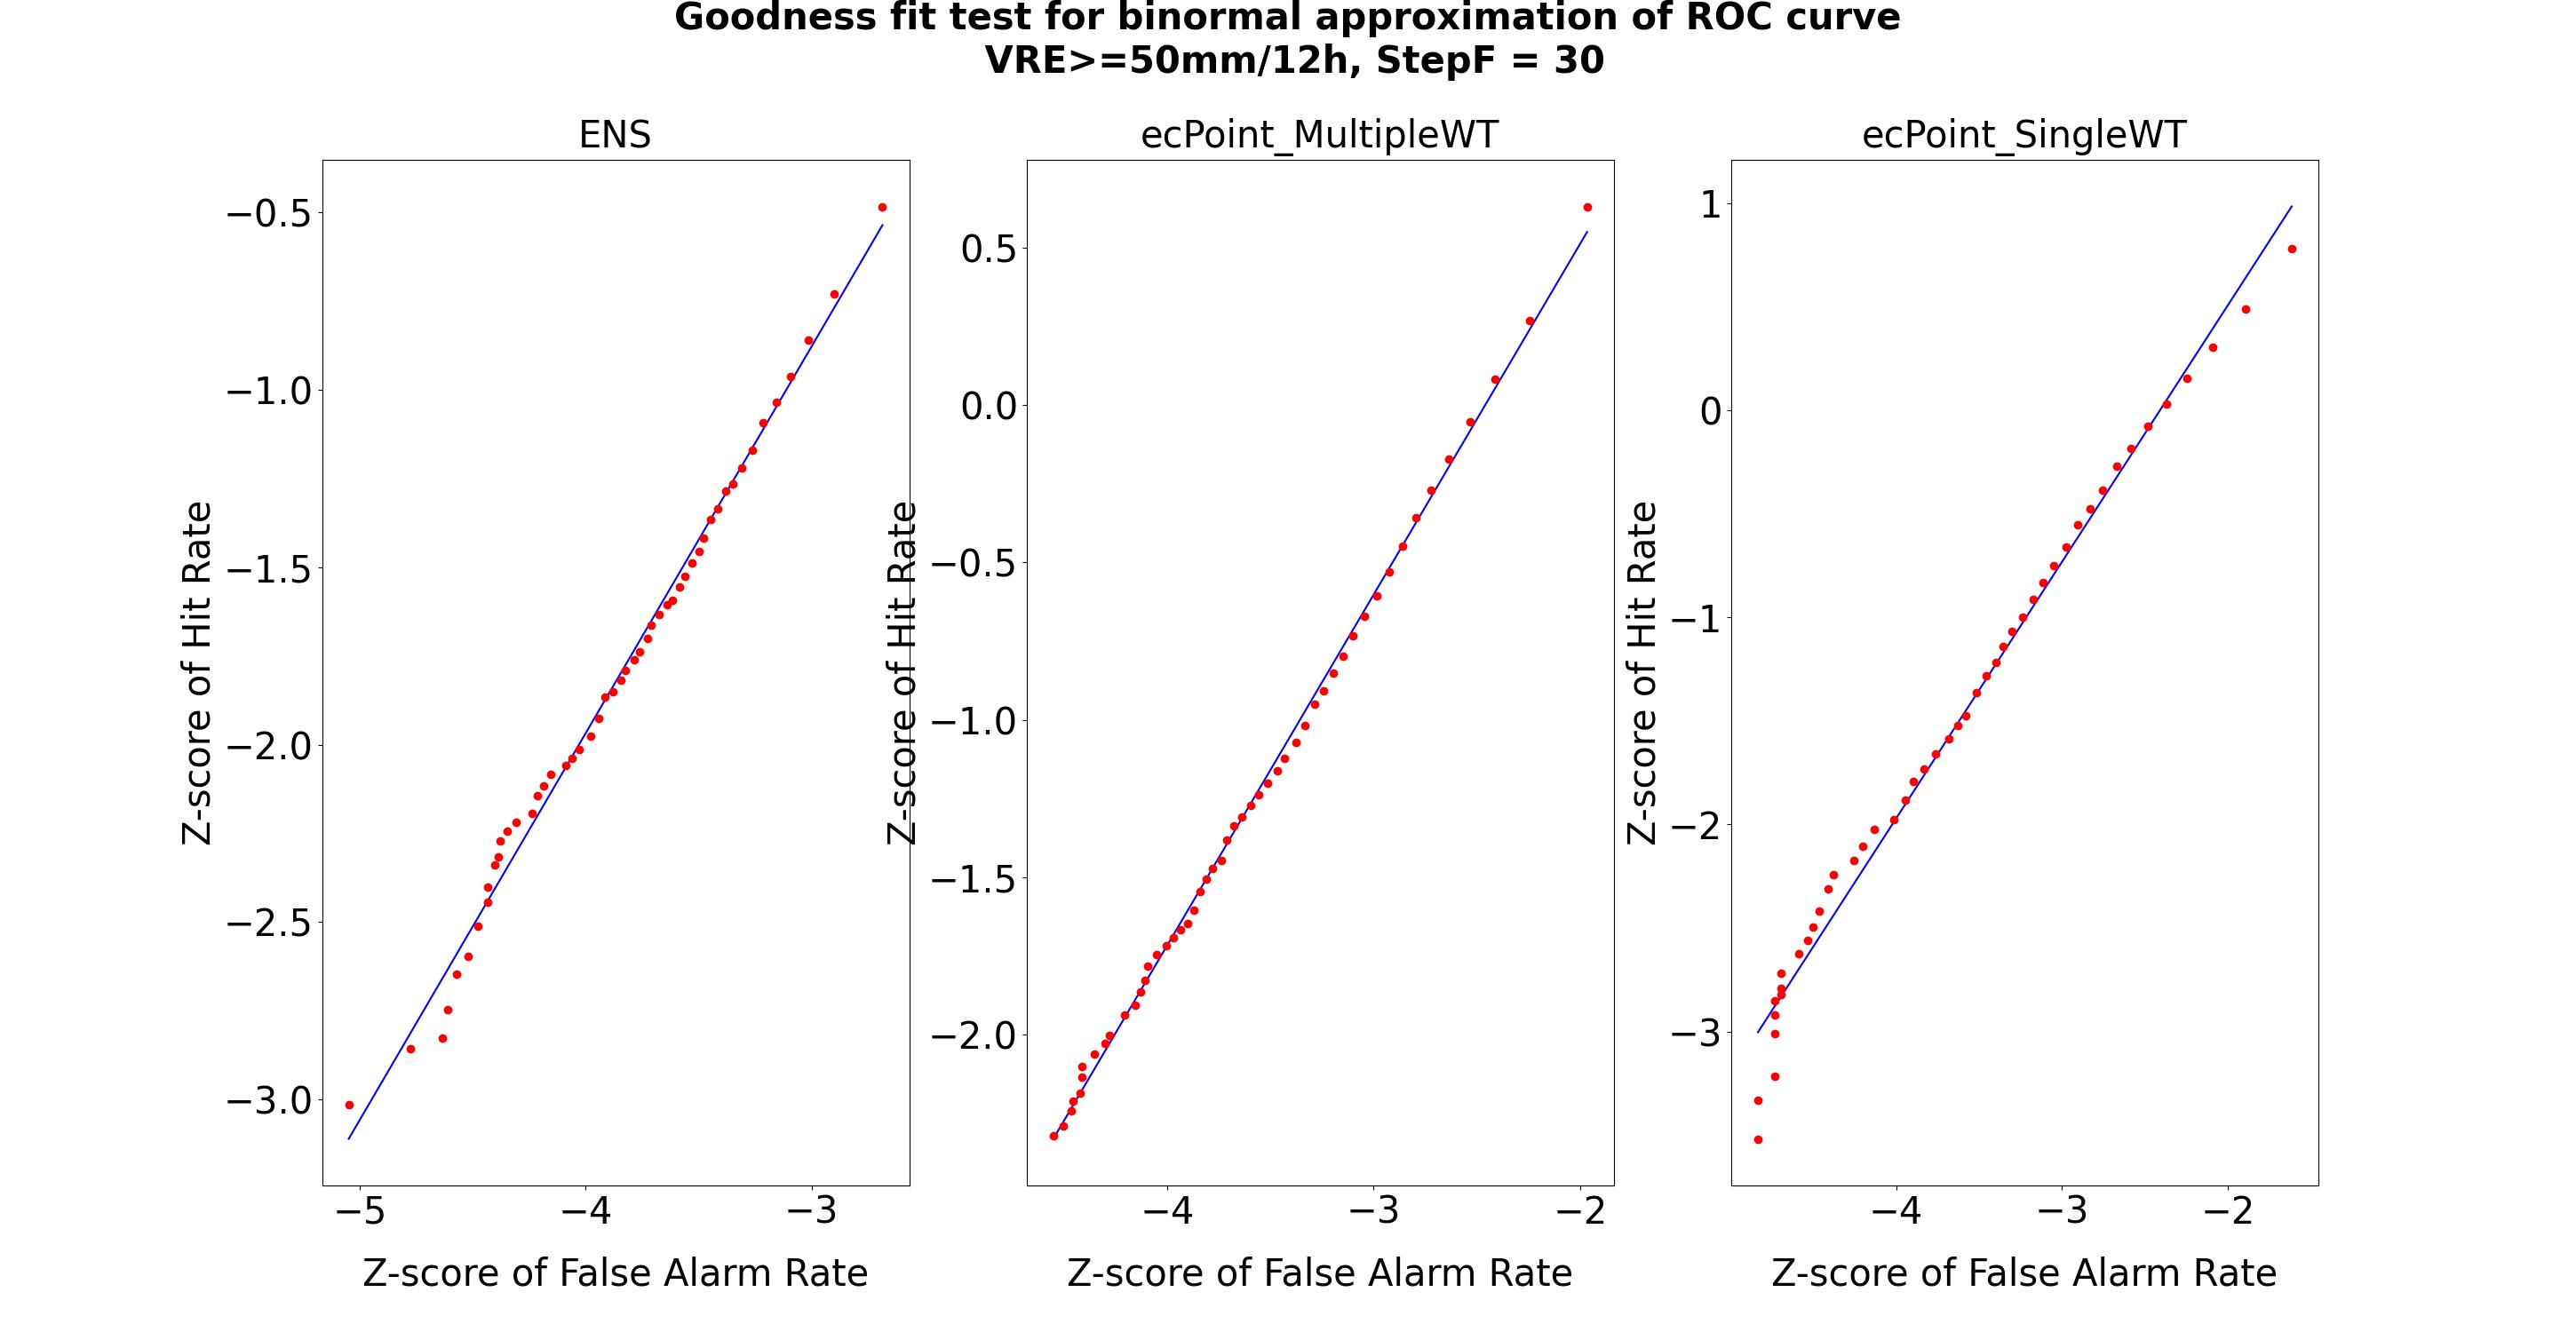 Goodness fit test for binormal approximation of ROC curve
VRE>=50mm/12h, StepF = 30
ENS
−0.5
−1.0
−1.5
−2.0
−2.5
−3.0
Z-score of Hit Rate
−5
−4
−3
Z-score of False Alarm Rate
ecPoint_MultipleWT
0.5
0.0
−0.5
−1.0
−1.5
−2.0
Z-score of Hit Rate
−4
−3
−2
Z-score of False Alarm Rate
ecPoint_SingleWT
1
0
−1
−2
−3
Z-score of Hit Rate
−4
−3
−2
Z-score of False Alarm Rate